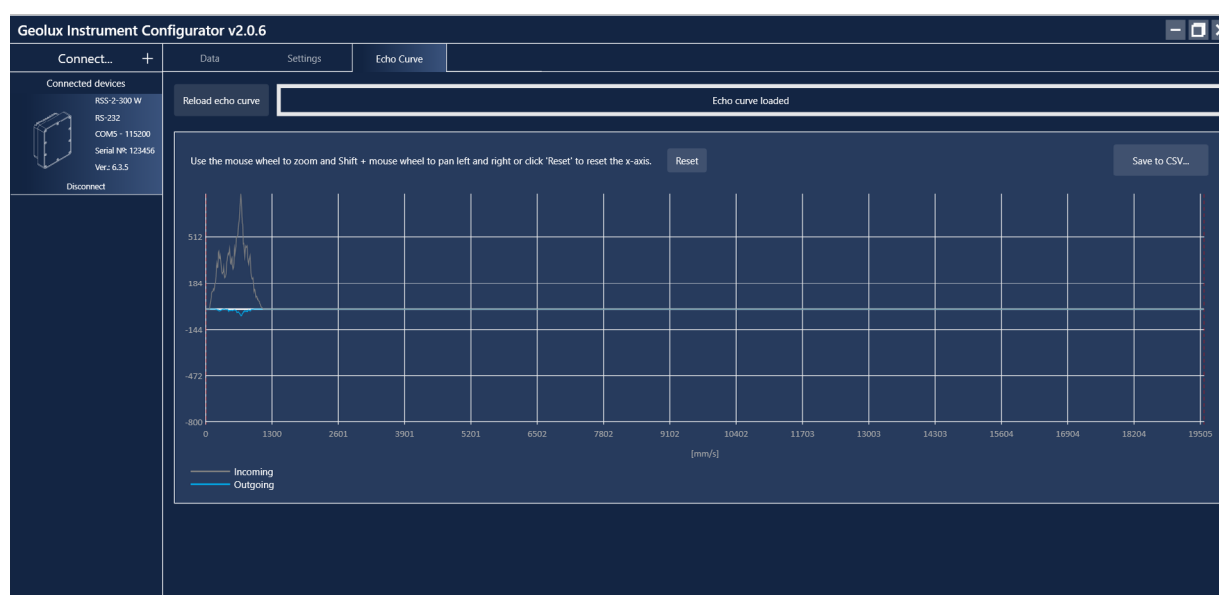 Geolux Instrument Configurator v2.0.6
Connect... +
Data Settings Echo Curve
Connected devices
RSS-2-300 W
RS-232
COM5 - 115200
Serial №: 123456
Ver.: 6.3.5
Disconnect
Reload echo curve
Echo curve loaded
Use the mouse wheel to zoom and Shift + mouse wheel to pan left and right or click 'Reset' to reset the x-axis.
Reset
Save to CSV...
512
184
-144
-472
-800
0 1300 2601 3901 5201 6502 7802 9102 10402 11703 13003 14303 15604 16904 18204 19505
[mm/s]
Incoming
Outgoing